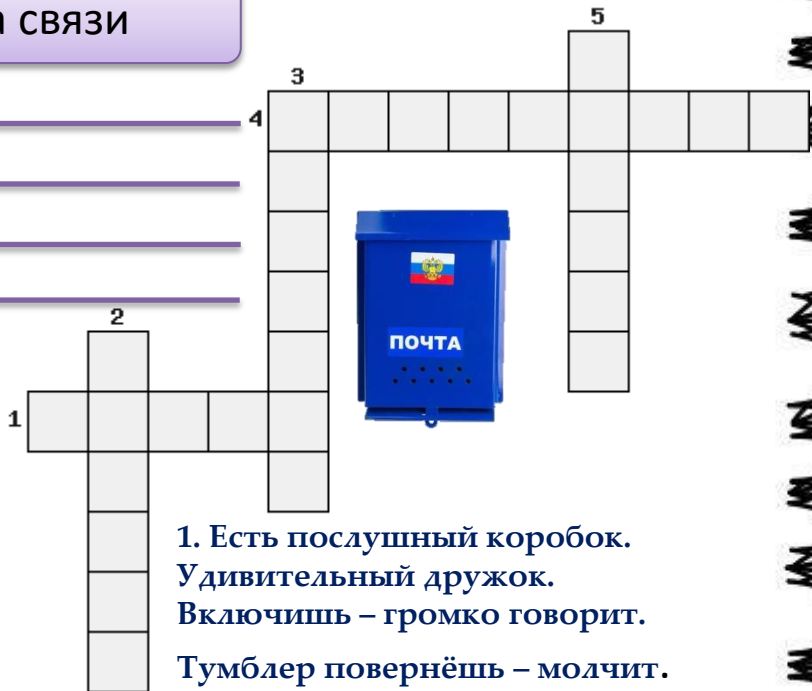 а связи
5
3
4
ПОЧТА
2
1
1. Есть послушный коробок.
Удивительный дружок.
Включишь – громко говорит.
Тумблер повернёшь – молчит.